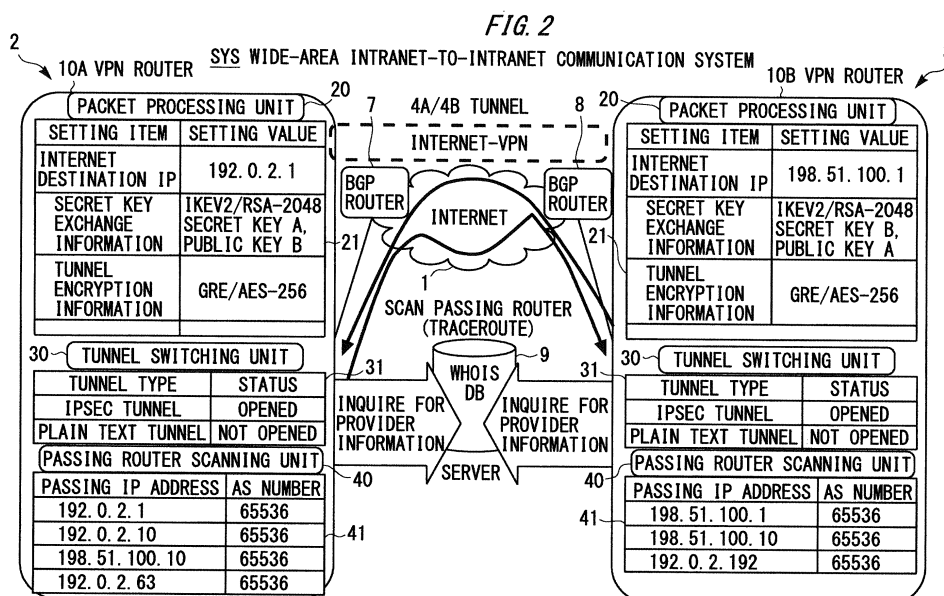 FIG. 2
2
SYS WIDE-AREA INTRANET-TO-INTRANET COMMUNICATION SYSTEM
10A VPN ROUTER
PACKET PROCESSING UNIT
20
SETTING ITEM SETTING VALUE
INTERNET DESTINATION IP 192. 0. 2. 1
SECRET KEY EXCHANGE INFORMATION IKEV2/RSA-2048 SECRET KEY A, PUBLIC KEY B
21
TUNNEL ENCRYPTION INFORMATION GRE/AES-256
30
TUNNEL SWITCHING UNIT
31
TUNNEL TYPE STATUS
IPSEC TUNNEL OPENED
PLAIN TEXT TUNNEL NOT OPENED
PASSING ROUTER SCANNING UNIT
40
PASSING IP ADDRESS AS NUMBER
192. 0. 2. 1 65536
192. 0. 2. 10 65536
41
198. 51. 100. 10 65536
192. 0. 2. 63 65536
7
4A/4B TUNNEL
8
INTERNET-VPN
BGP ROUTER
BGP ROUTER
INTERNET
1
SCAN PASSING ROUTER
(TRACEROUTE)
9
WHOIS
DB
INQUIRE FOR PROVIDER INFORMATION
INQUIRE FOR PROVIDER INFORMATION
SERVER
10B VPN ROUTER
20
PACKET PROCESSING UNIT
SETTING ITEM SETTING VALUE
INTERNET DESTINATION IP 198. 51. 100. 1
SECRET KEY EXCHANGE INFORMATION IKEV2/RSA-2048 SECRET KEY B, PUBLIC KEY A
21
TUNNEL ENCRYPTION INFORMATION GRE/AES-256
30
TUNNEL SWITCHING UNIT
31
TUNNEL TYPE STATUS
IPSEC TUNNEL OPENED
PLAIN TEXT TUNNEL NOT OPENED
PASSING ROUTER SCANNING UNIT
40
PASSING IP ADDRESS AS NUMBER
41
198. 51. 100. 1 65536
198. 51. 100. 10 65536
192. 0. 2. 192 65536